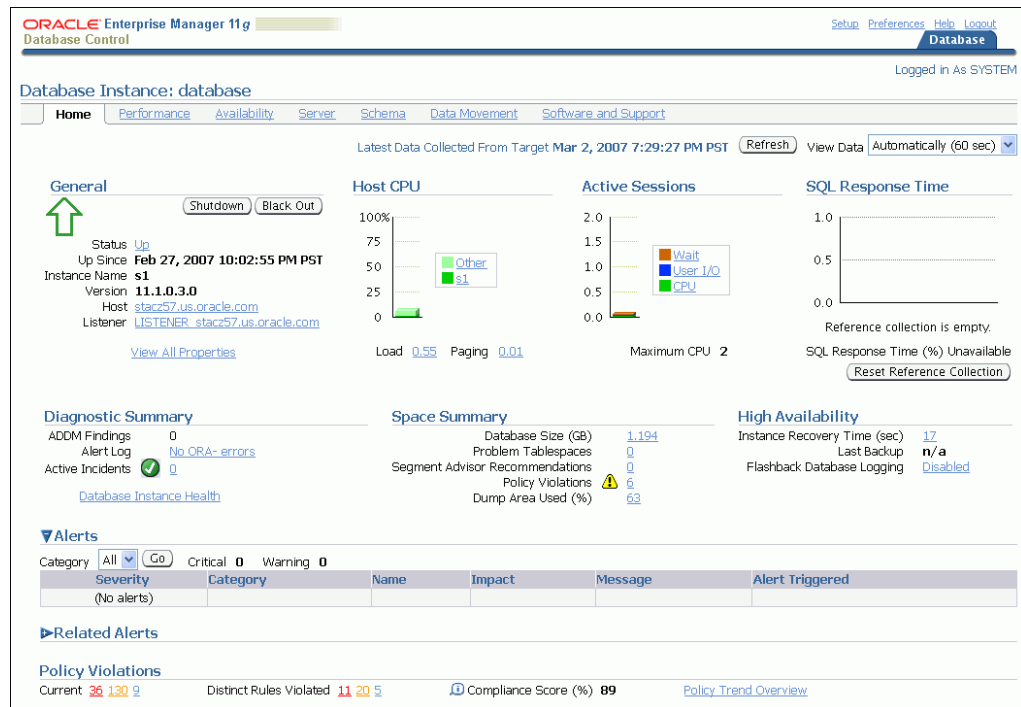 ORACLE Enterprise Manager 11g
Database Control
Setup Preferences Help Logout
Database
Logged in As SYSTEM
Database Instance: database
Home Performance Availability Server Schema Data Movement Software and Support
Latest Data Collected From Target Mar 2, 2007 7:29:27 PM PST Refresh View Data Automatically (60 sec)
General
Shutdown Black Out
Status Up
Up Since Feb 27, 2007 10:02:55 PM PST
Instance Name s1
Version 11.1.0.3.0
Host stacz57.us.oracle.com
Listener LISTENER_stacz57.us.oracle.com
View All Properties
Host CPU
100%
75
50
25
0
Other
s1
Load 0.55 Paging 0.01
Active Sessions
2.0
1.5
1.0
0.5
0.0
Wait
User I/O
CPU
Maximum CPU 2
SQL Response Time
1.0
0.5
0.0
Reference collection is empty.
SQL Response Time (%) Unavailable
Reset Reference Collection
Diagnostic Summary
ADDM Findings 0
Alert Log No ORA- errors
Active Incidents 0
Database Instance Health
Space Summary
Database Size (GB) 1.194
Problem Tablespaces 0
Segment Advisor Recommendations 0
Policy Violations 6
Dump Area Used (%) 63
High Availability
Instance Recovery Time (sec) 17
Last Backup n/a
Flashback Database Logging Disabled
Alerts
Category All Go Critical 0 Warning 0
Severity Category Name Impact Message Alert Triggered
(No alerts)
Related Alerts
Policy Violations
Current 36 130 9 Distinct Rules Violated 11 20 5 Compliance Score (%) 89 Policy Trend Overview